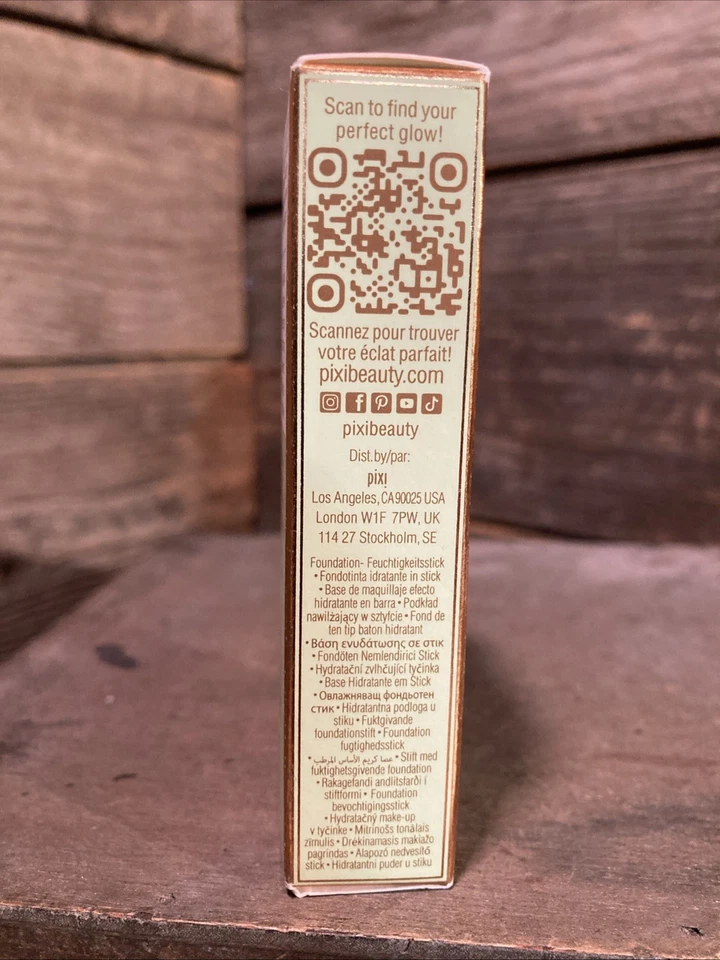 Scan to find your
perfect glow!
Scannez pour trouver
votre éclat parfait!
pixibeauty.com
pixibeauty
Dist.by/par:
pixi
Los Angeles, CA 90025 USA
London W1F 7PW, UK
114 27 Stockholm, SE
Foundation- Feuchtigkeitsstick
• Fondotinta idratante in stick
• Base de maquillaje efecto
hidratante en barra • Podkład
nawilżający w sztyfcie • Fond de
ten tip baton hidratant
• Βάση ενυδάτωσης σε στικ
• Fondöten Nemlendirici Stick
• Hydratační zvlhčující tyčinka
• Base Hidratante em Stick
• Овлажняващ фондьотен
стик • Hidratantna podloga u
stiku • Fuktgivande
foundationstift • Foundation
fugtighedsstick
• عصا كريم الأساس المرطب • Stift med
fuktighetsgivende foundation
• Rakagefandi andlitsfarði í
stiftformi • Foundation
bevochtigingsstick
• Hydratačný make-up
v tyčinke • Mitrinošs tonālais
zīmulis • Drėkinamasis makiažo
pagrindas • Alapozó nedvesítő
stick • Hidratantni puder u stiku